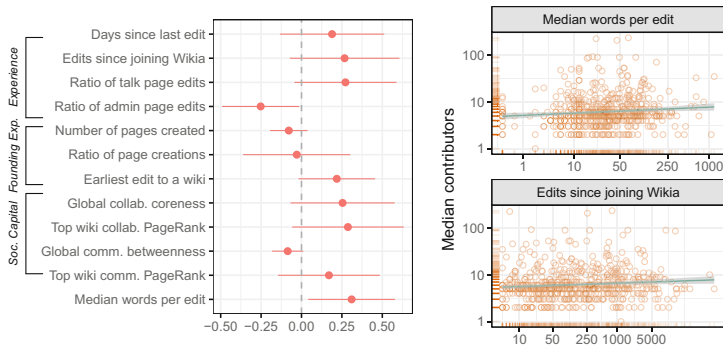 Experience
Founding Exp.
Soc. Capital
Days since last edit
Edits since joining Wikia
Ratio of talk page edits
Ratio of admin page edits
Number of pages created
Ratio of page creations
Earliest edit to a wiki
Global collab. coreness
Top wiki collab. PageRank
Global comm. betweenness
Top wiki comm. PageRank
Median words per edit
−0.50 −0.25 0.00 0.25 0.50
Median contributors
Median words per edit
100
10
1
1 10 50 250 1000
Edits since joining Wikia
100
10
1
10 50 250 1000 5000